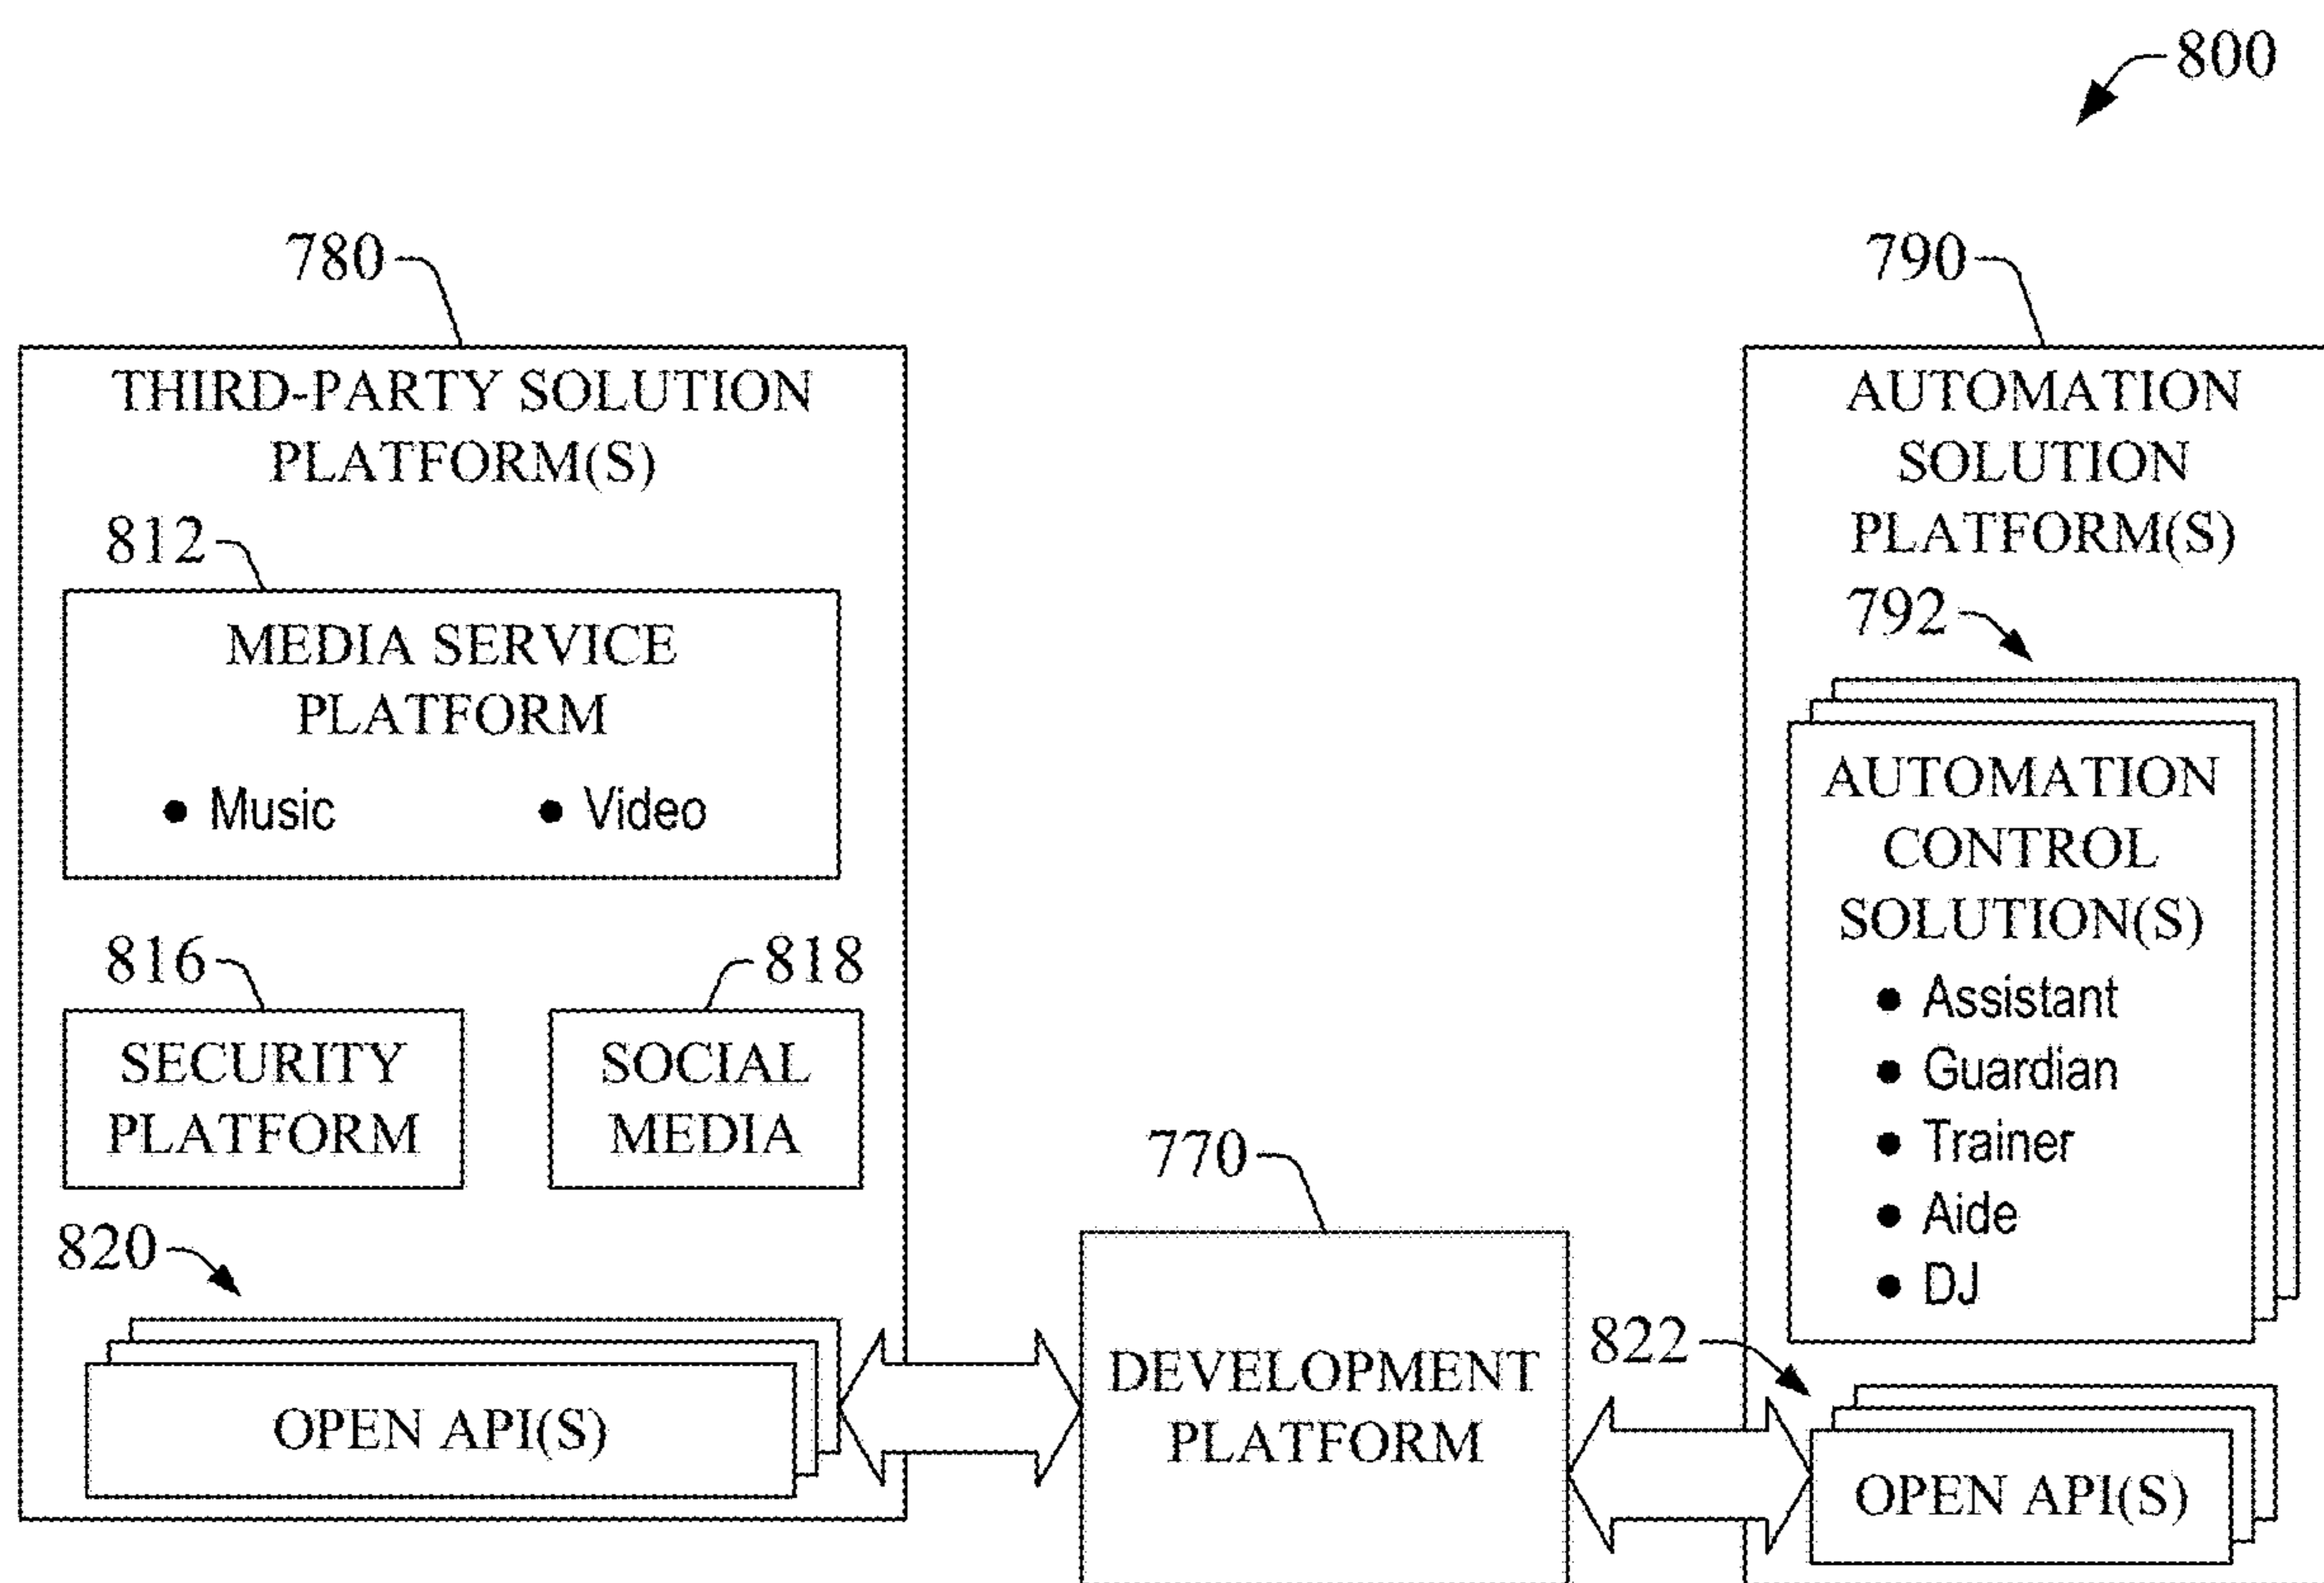 800
780
THIRD-PARTY SOLUTION
PLATFORM(S)
812
MEDIA SERVICE
PLATFORM
• Music • Video
816
SECURITY
PLATFORM
818
SOCIAL
MEDIA
820
OPEN API(S)
770
DEVELOPMENT
PLATFORM
790
AUTOMATION
SOLUTION
PLATFORM(S)
792
AUTOMATION
CONTROL
SOLUTION(S)
• Assistant
• Guardian
• Trainer
• Aide
• DJ
822
OPEN API(S)